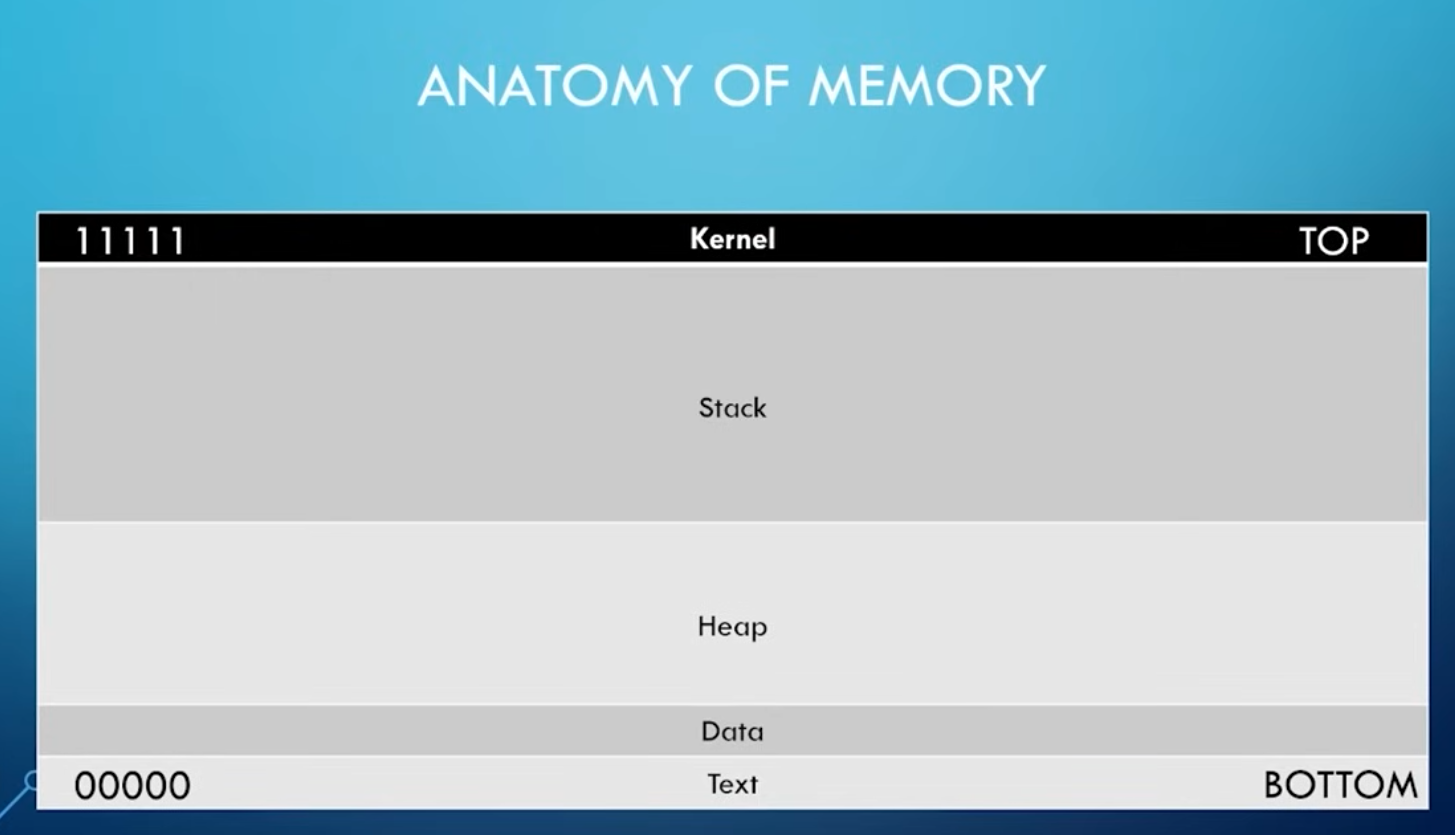 ANATOMY OF MEMORY
11111 Kernel TOP
Stack
Heap
Data
00000 Text BOTTOM